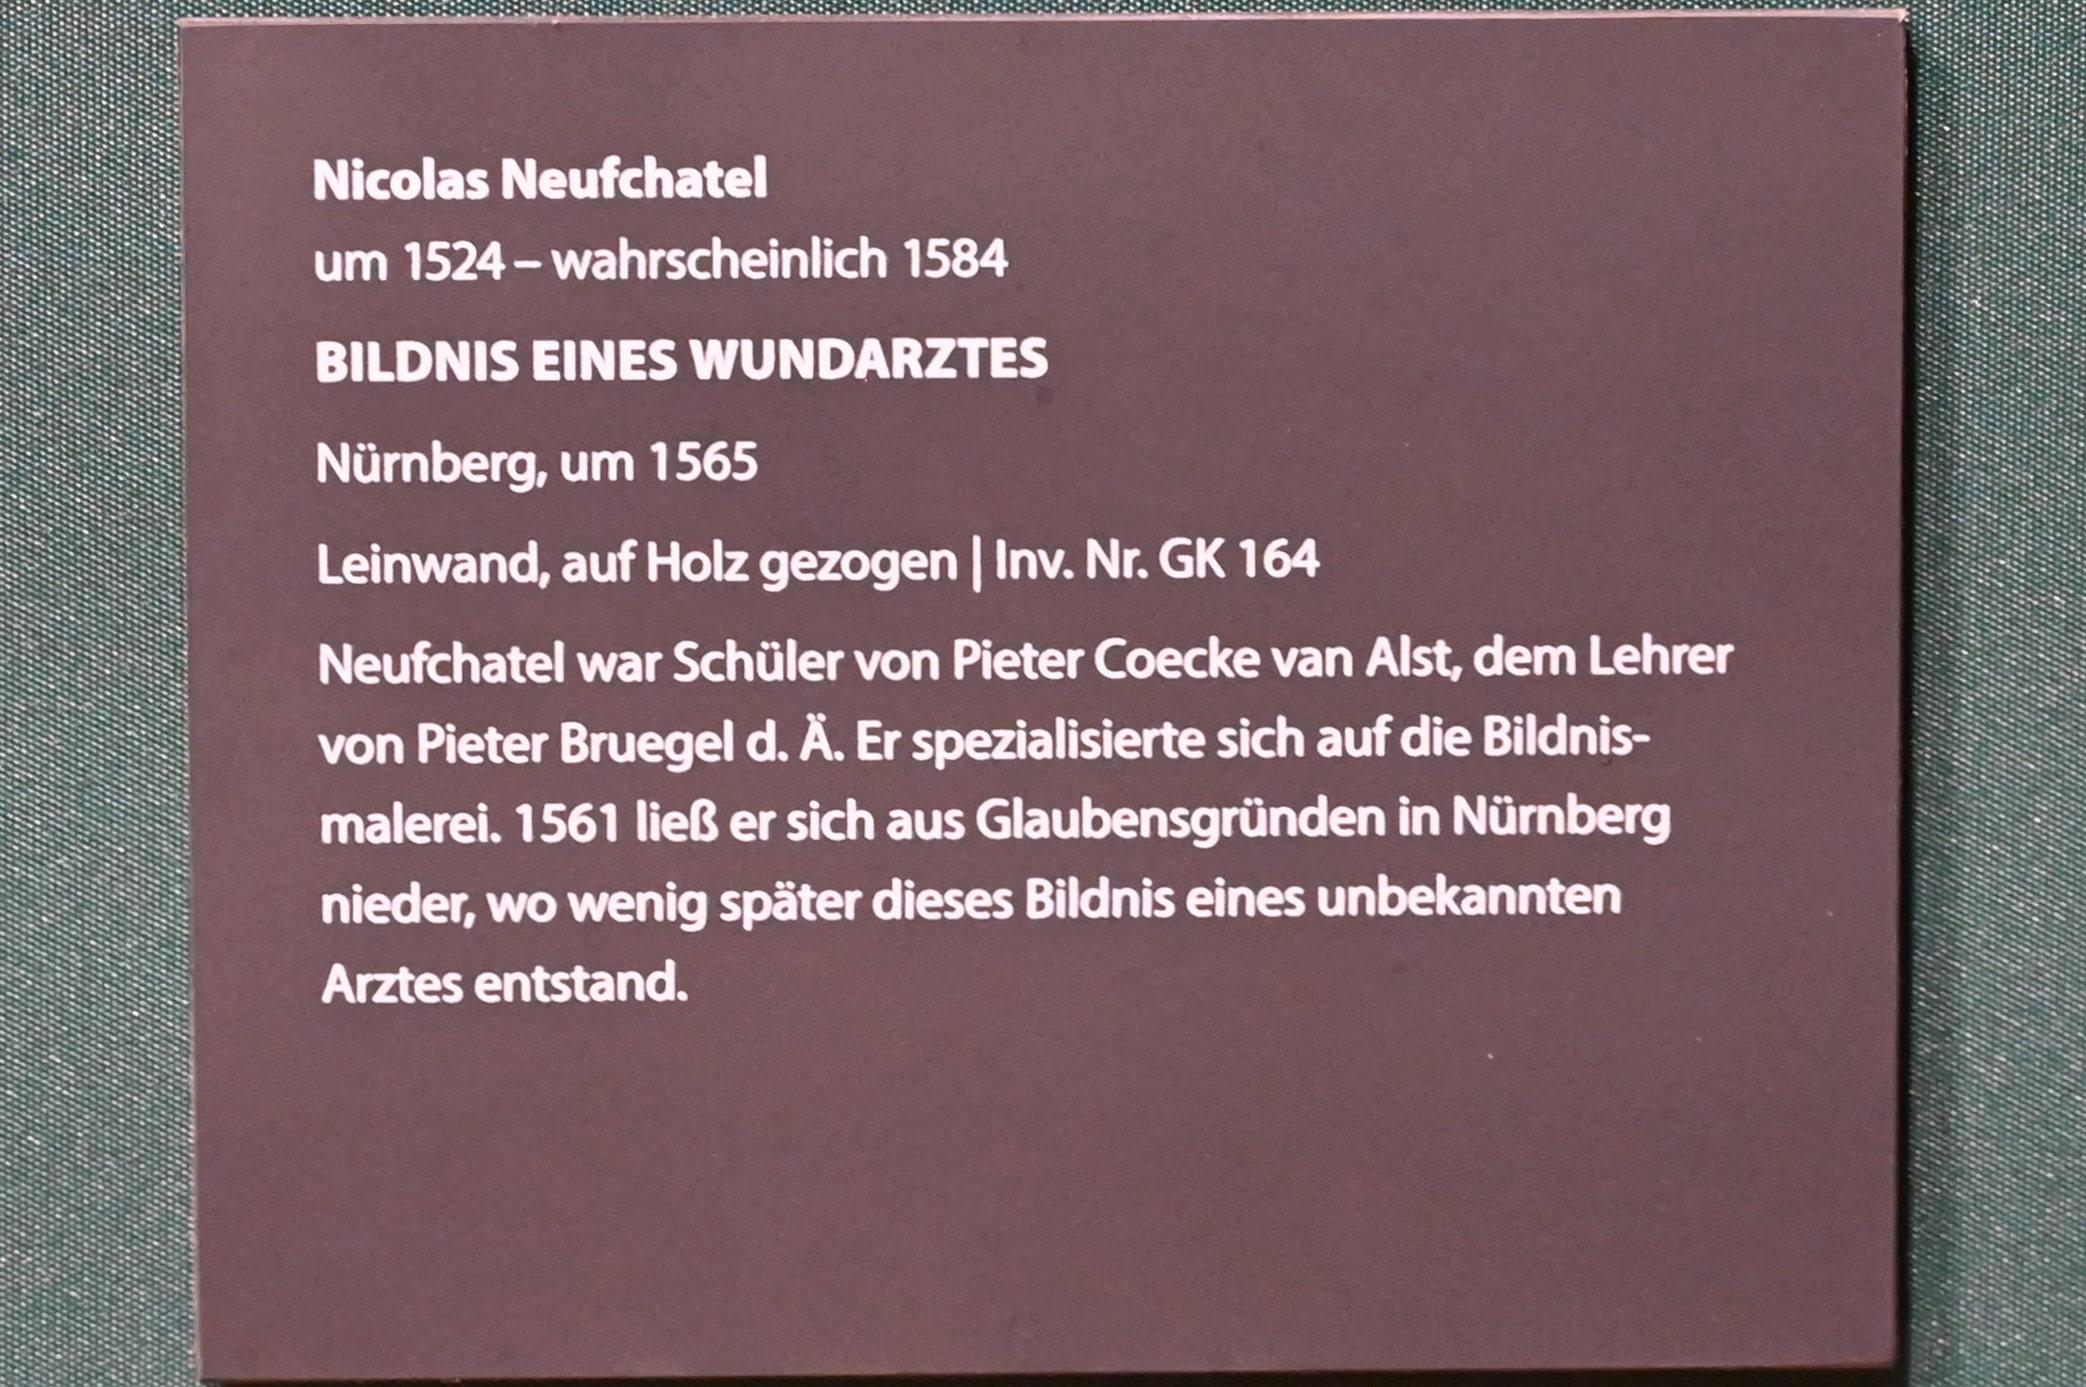 Nicolas Neufchatel
um 1524 – wahrscheinlich 1584
BILDNIS EINES WUNDARZTES
Nürnberg, um 1565
Leinwand, auf Holz gezogen | Inv. Nr. GK 164
Neufchatel war Schüler von Pieter Coecke van Alst, dem Lehrer
von Pieter Bruegel d. Ä. Er spezialisierte sich auf die Bildnis-
malerei. 1561 ließ er sich aus Glaubensgründen in Nürnberg
nieder, wo wenig später dieses Bildnis eines unbekannten
Arztes entstand.